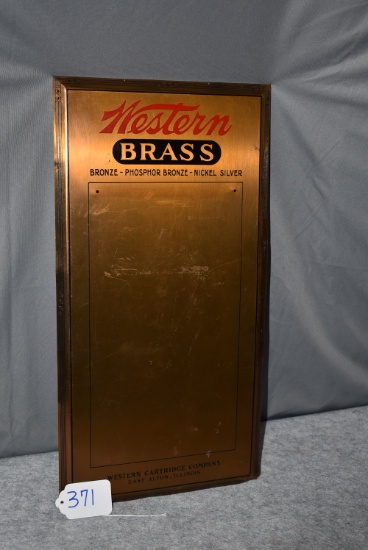 Western
BRASS
BRONZE - PHOSPHOR BRONZE - NICKEL SILVER
WESTERN CARTRIDGE COMPANY
EAST ALTON, ILLINOIS
371